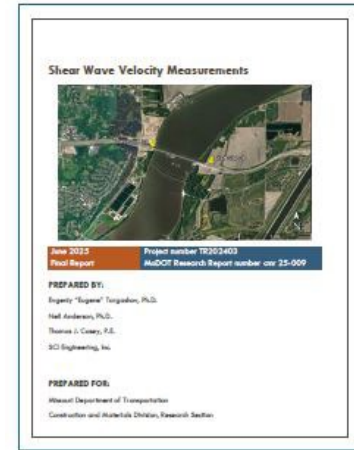 Shear Wave Velocity Measurements
June 2025
Project number TR202403
Final Report
MoDOT Research Report number cmr 25-009
PREPARED BY:
Evgeniy "Eugene" Torgashov, Ph.D.
Neil Anderson, Ph.D.
Thomas J. Casey, P.E.
SCI Engineering, Inc.
PREPARED FOR:
Missouri Department of Transportation
Construction and Materials Division, Research Section